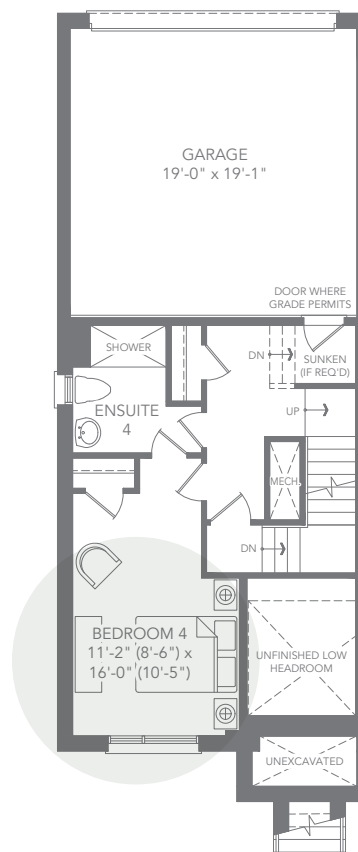 GARAGE
19'-0" x 19'-1"
DOOR WHERE
GRADE PERMITS
SHOWER
DN
SUNKEN
(IF REQ'D)
ENSUITE
4
UP
MECH.
DN
BEDROOM 4
11'-2" (8'-6") x
16'-0" (10'-5")
UNFINISHED LOW
HEADROOM
UNEXCAVATED